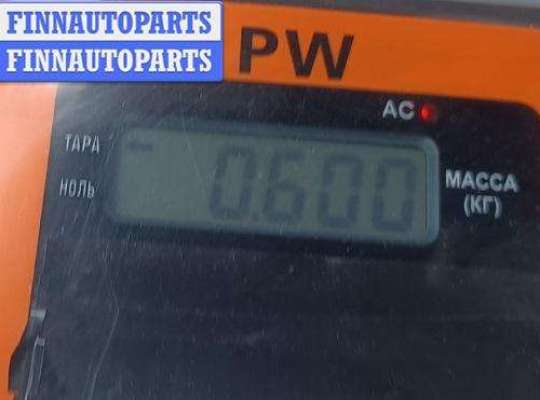 FINNAUTOPARTS
FINNAUTOPARTS
PW
AC
ТАРА
0.600
НОЛЬ
МАССА
(КГ)